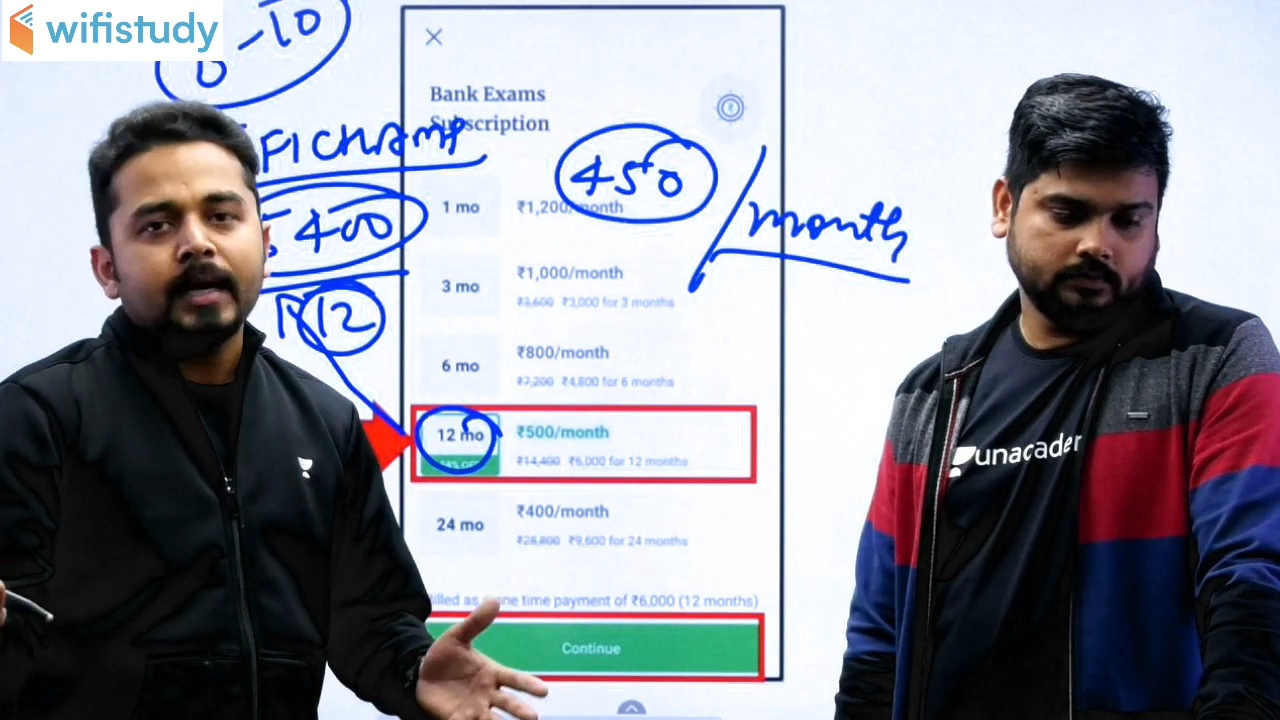 wifistudy
-10
Bank Exams
Subscription
FICHAMP
450
/month
1 mo
₹1,200/month
400
3 mo
₹1,000/month
₹3,600 ₹3,000 for 3 months
12
6 mo
₹800/month
₹7,200 ₹4,800 for 6 months
12 mo
₹500/month
₹14,400 ₹6,000 for 12 months
24 mo
₹400/month
₹28,800 ₹9,600 for 24 months
one time payment of ₹6,000 (12 months)
Continue
unacader